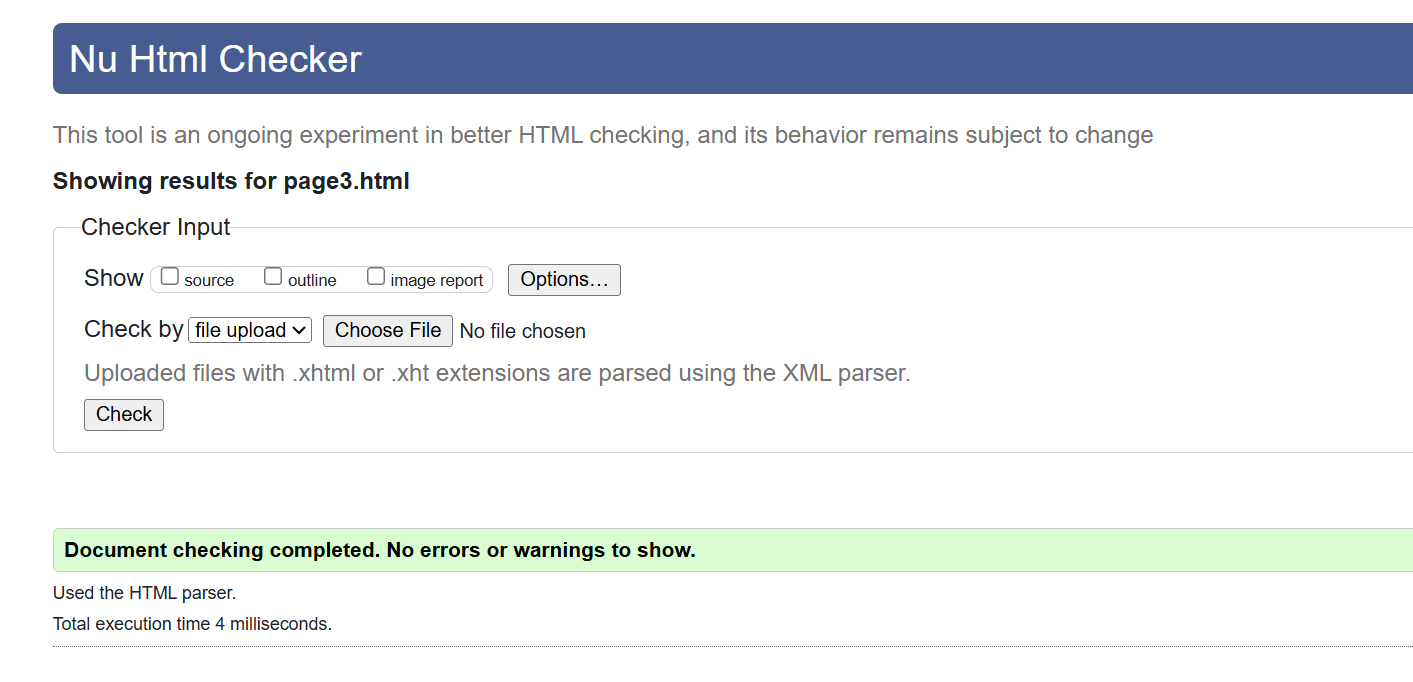 Nu Html Checker
This tool is an ongoing experiment in better HTML checking, and its behavior remains subject to change
Showing results for page3.html
Checker Input
Show source outline image report Options...
Check by file upload Choose File No file chosen
Uploaded files with .xhtml or .xht extensions are parsed using the XML parser.
Check
Document checking completed. No errors or warnings to show.
Used the HTML parser.
Total execution time 4 milliseconds.